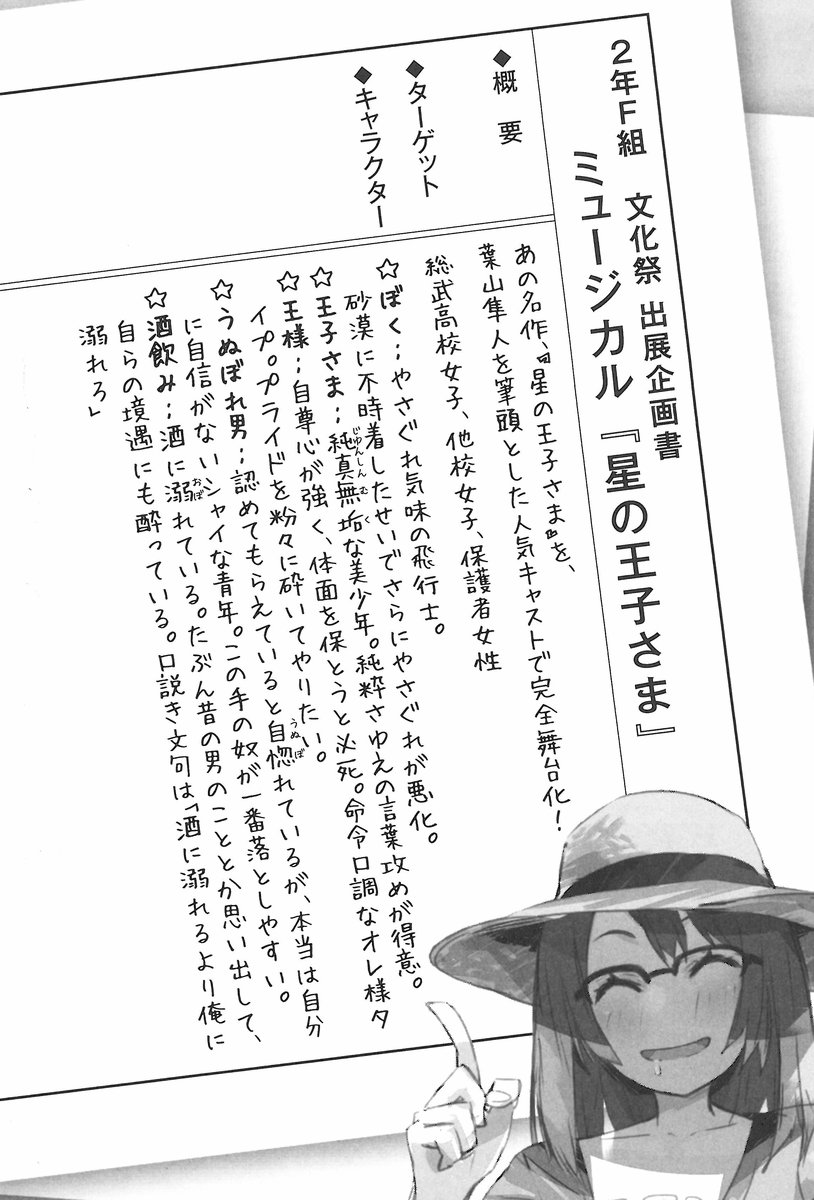 2年F組　文化祭 出展企画書
ミュージカル『星の王子さま』
◆概　要
あの名作、『星の王子さま』を、
葉山隼人を筆頭とした人気キャストで完全舞台化！
◆ターゲット
総武高校女子、他校女子、保護者女性
◆キャラクター
☆ぼく…やさぐれ気味の飛行士。
砂漠に不時着したせいでさらにやさぐれが悪化。
☆王子さま…純真無垢な美少年。純粋さゆえの言葉攻めが得意。
☆王様…自尊心が強く、体面を保とうと必死。命令口調なオレ様タ
イプ。プライドを粉々に砕いてやりたい。
☆うぬぼれ男…認めてもらえていると自惚れているが、本当は自分
に自信がないシャイな青年。この手の奴が一番落としやすい。
☆酒飲み…酒に溺れている。たぶん昔の男のこととか思い出して、
自らの境遇にも酔っている。口説き文句は「酒に溺れるより俺に
溺れろ」